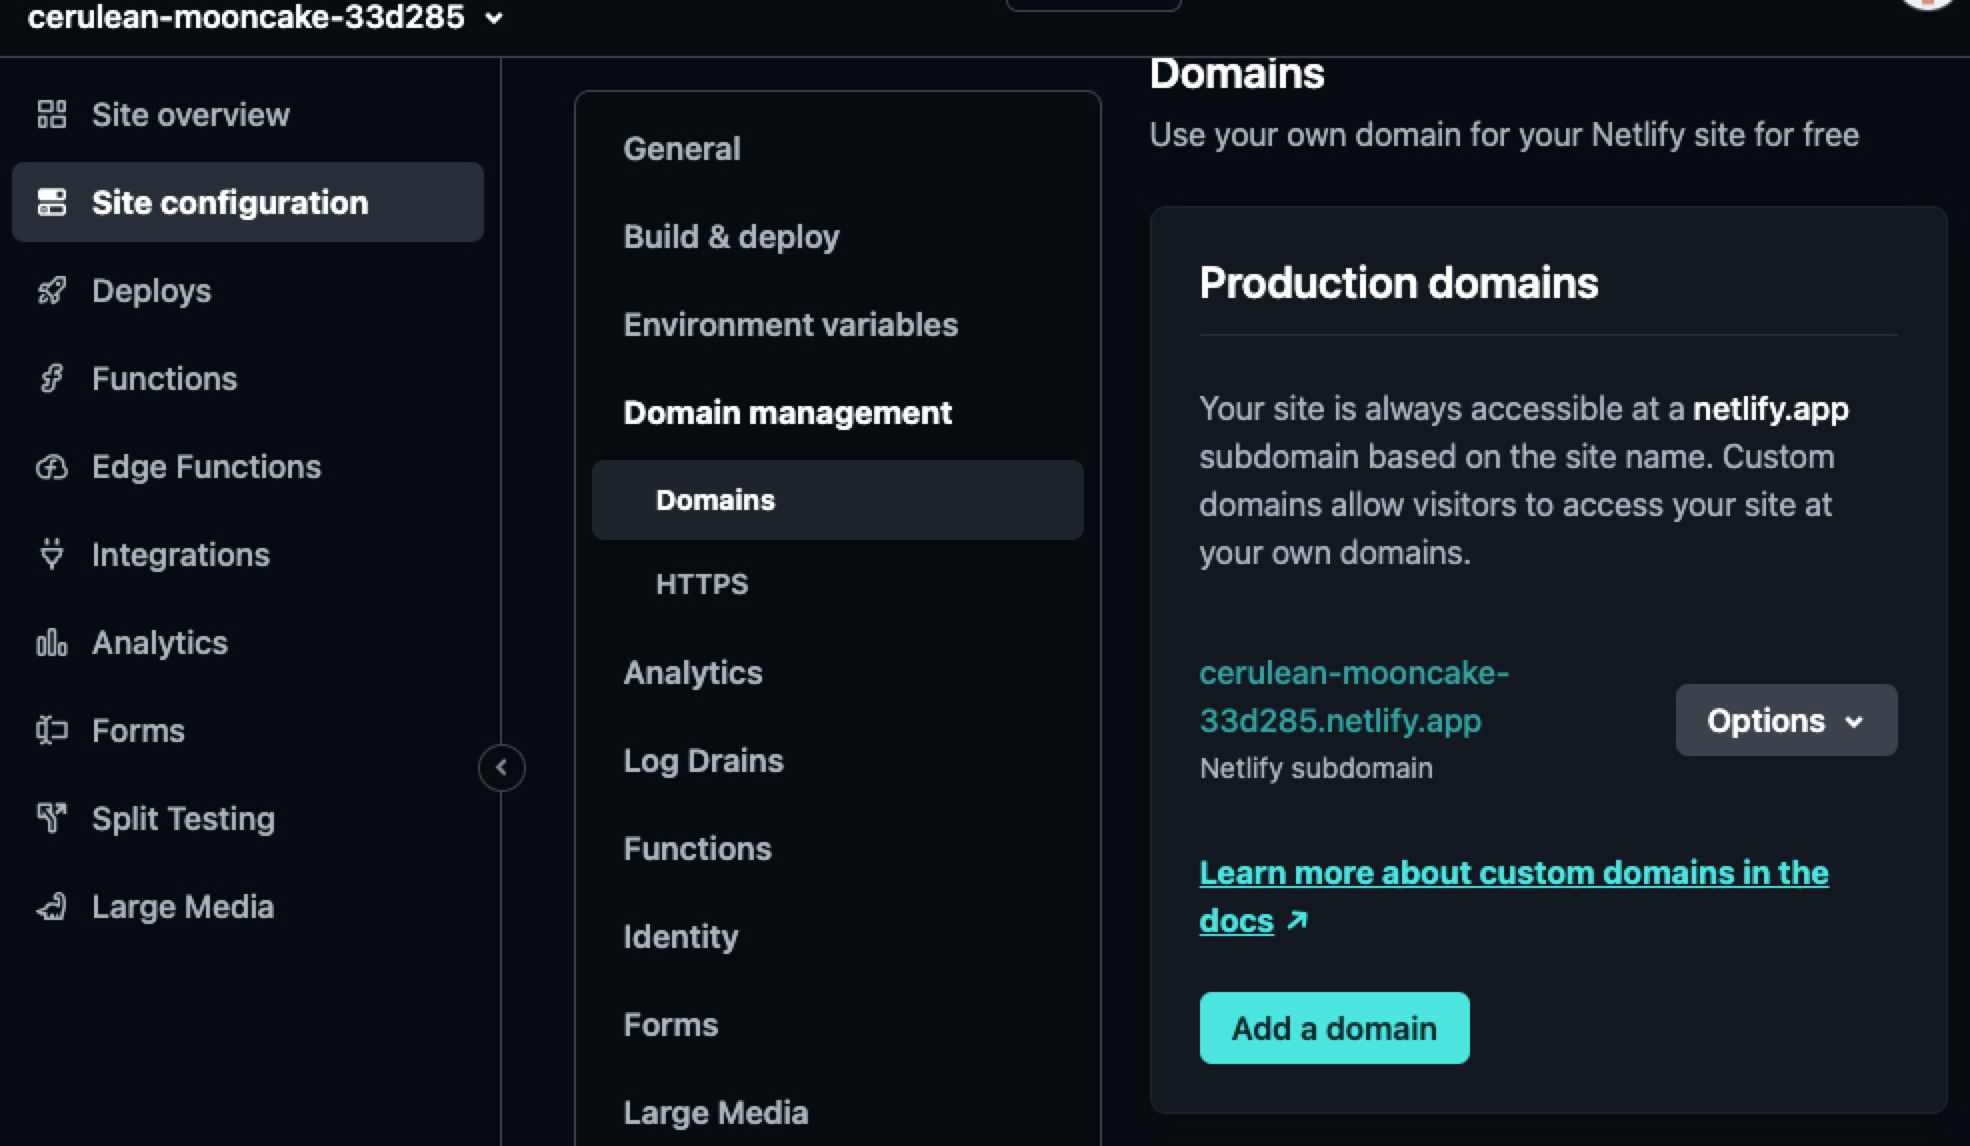 cerulean-mooncake-33d285
Site overview
Site configuration
Deploys
Functions
Edge Functions
Integrations
Analytics
Forms
Split Testing
Large Media
General
Build & deploy
Environment variables
Domain management
Domains
HTTPS
Analytics
Log Drains
Functions
Identity
Forms
Large Media
Domains
Use your own domain for your Netlify site for free
Production domains
Your site is always accessible at a netlify.app
subdomain based on the site name. Custom
domains allow visitors to access your site at
your own domains.
cerulean-mooncake-
33d285.netlify.app
Netlify subdomain
Options
Learn more about custom domains in the
docs ↗
Add a domain